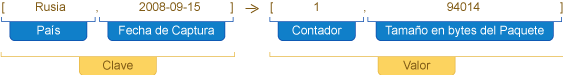 [ Rusia , 2008-09-15 ] → [ 1 , 94014 ]
País Fecha de Captura Contador Tamaño en bytes del Paquete
Clave Valor